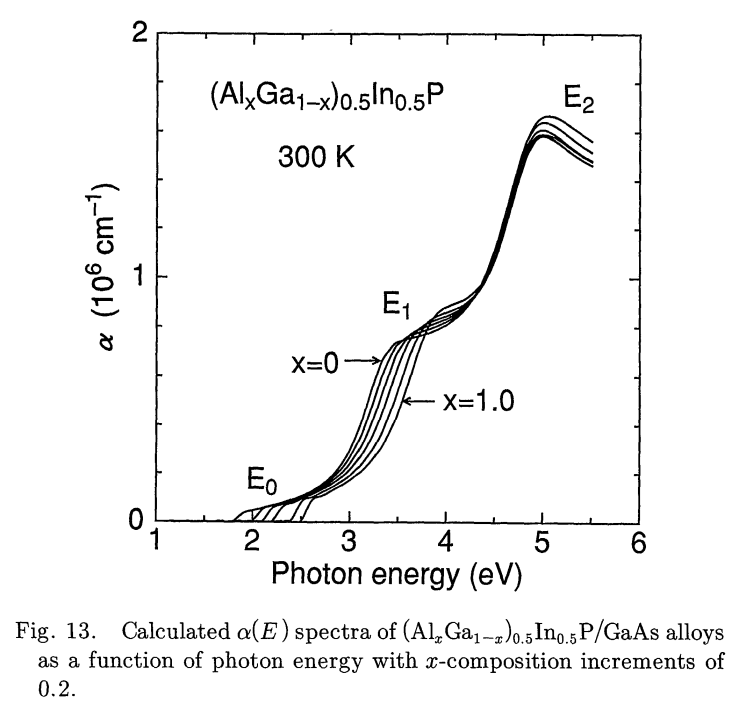 2
(AlₓGa₁₋ₓ)₀.₅In₀.₅P
E₂
300 K
α (10⁶ cm⁻¹)
1
E₁
x=0
x=1.0
E₀
0
1 2 3 4 5 6
Photon energy (eV)
Fig. 13. Calculated α(E) spectra of (AlₓGa₁₋ₓ)₀.₅In₀.₅P/GaAs alloys
as a function of photon energy with x-composition increments of
0.2.